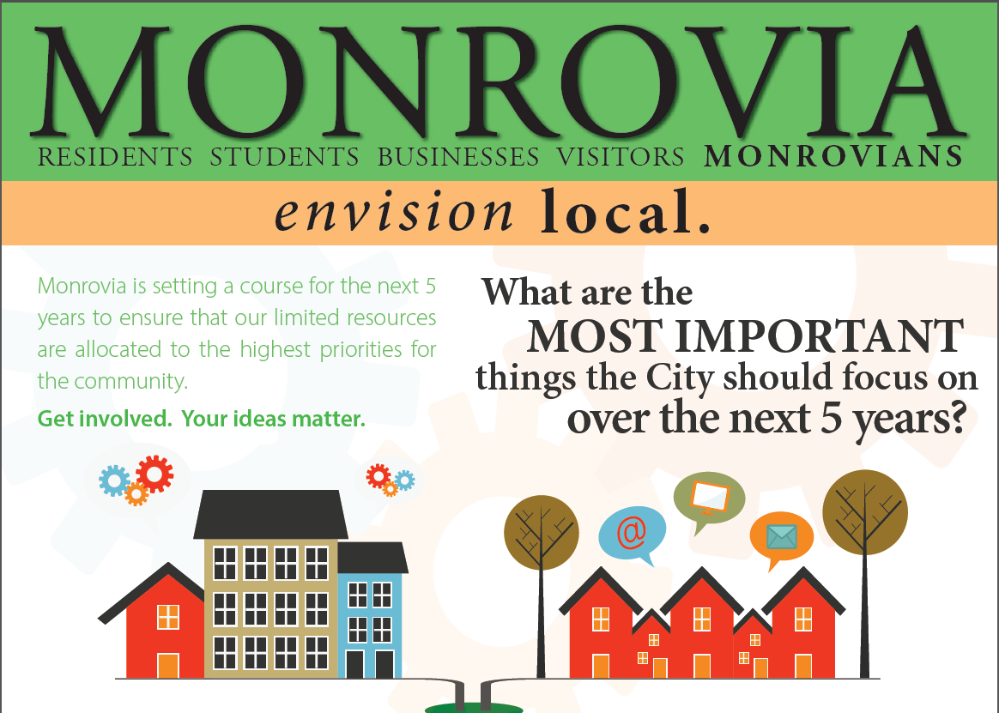 MONROVIA
RESIDENTS STUDENTS BUSINESSES VISITORS MONROVIANS
envision local.
Monrovia is setting a course for the next 5
years to ensure that our limited resources
are allocated to the highest priorities for
the community.
Get involved. Your ideas matter.
What are the
MOST IMPORTANT
things the City should focus on
over the next 5 years?
@